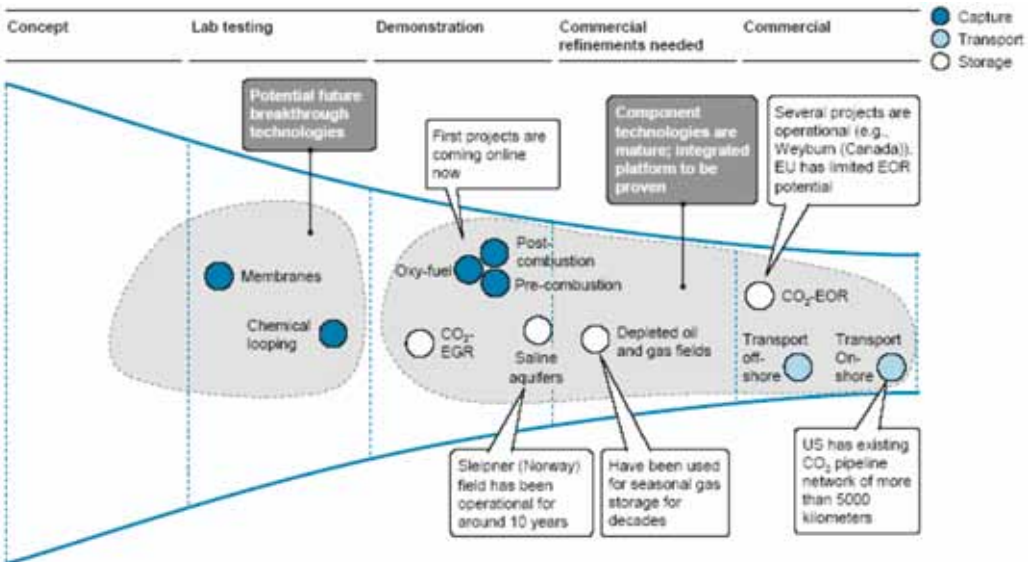 Concept
Lab testing
Demonstration
Commercial
refinements needed
Commercial
Capture
Transport
Storage
Potential future
breakthrough
technologies
First projects are
coming online
now
Component
technologies are
mature; integrated
platform to be
proven
Several projects are
operational (e.g.,
Weyburn (Canada)).
EU has limited EOR
potential
Membranes
Chemical
looping
Oxy-fuel
Post-
combustion
Pre-combustion
CO₂-
EGR
Saline
aquifers
Depleted oil
and gas fields
CO₂-EOR
Transport
off-
shore
Transport
On-
shore
Sleipner (Norway)
field has been
operational for
around 10 years
Have been used
for seasonal gas
storage for
decades
US has existing
CO₂ pipeline
network of more
than 5000
kilometers